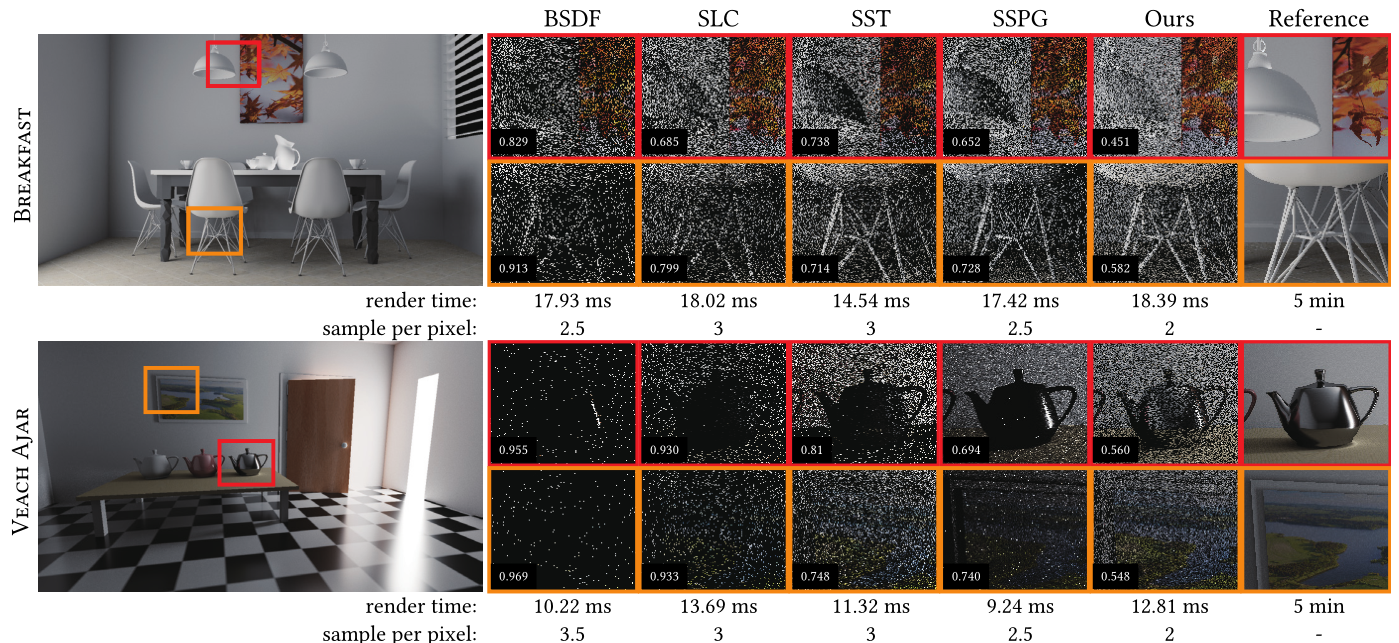 BSDF SLC SST SSPG Ours Reference
BREAKFAST
0.829 0.685 0.738 0.652 0.451
0.913 0.799 0.714 0.728 0.582
render time: 17.93 ms 18.02 ms 14.54 ms 17.42 ms 18.39 ms 5 min
sample per pixel: 2.5 3 3 2.5 2 -
VEACH AJAR
0.955 0.930 0.81 0.694 0.560
0.969 0.933 0.748 0.740 0.548
render time: 10.22 ms 13.69 ms 11.32 ms 9.24 ms 12.81 ms 5 min
sample per pixel: 3.5 3 3 2.5 2 -